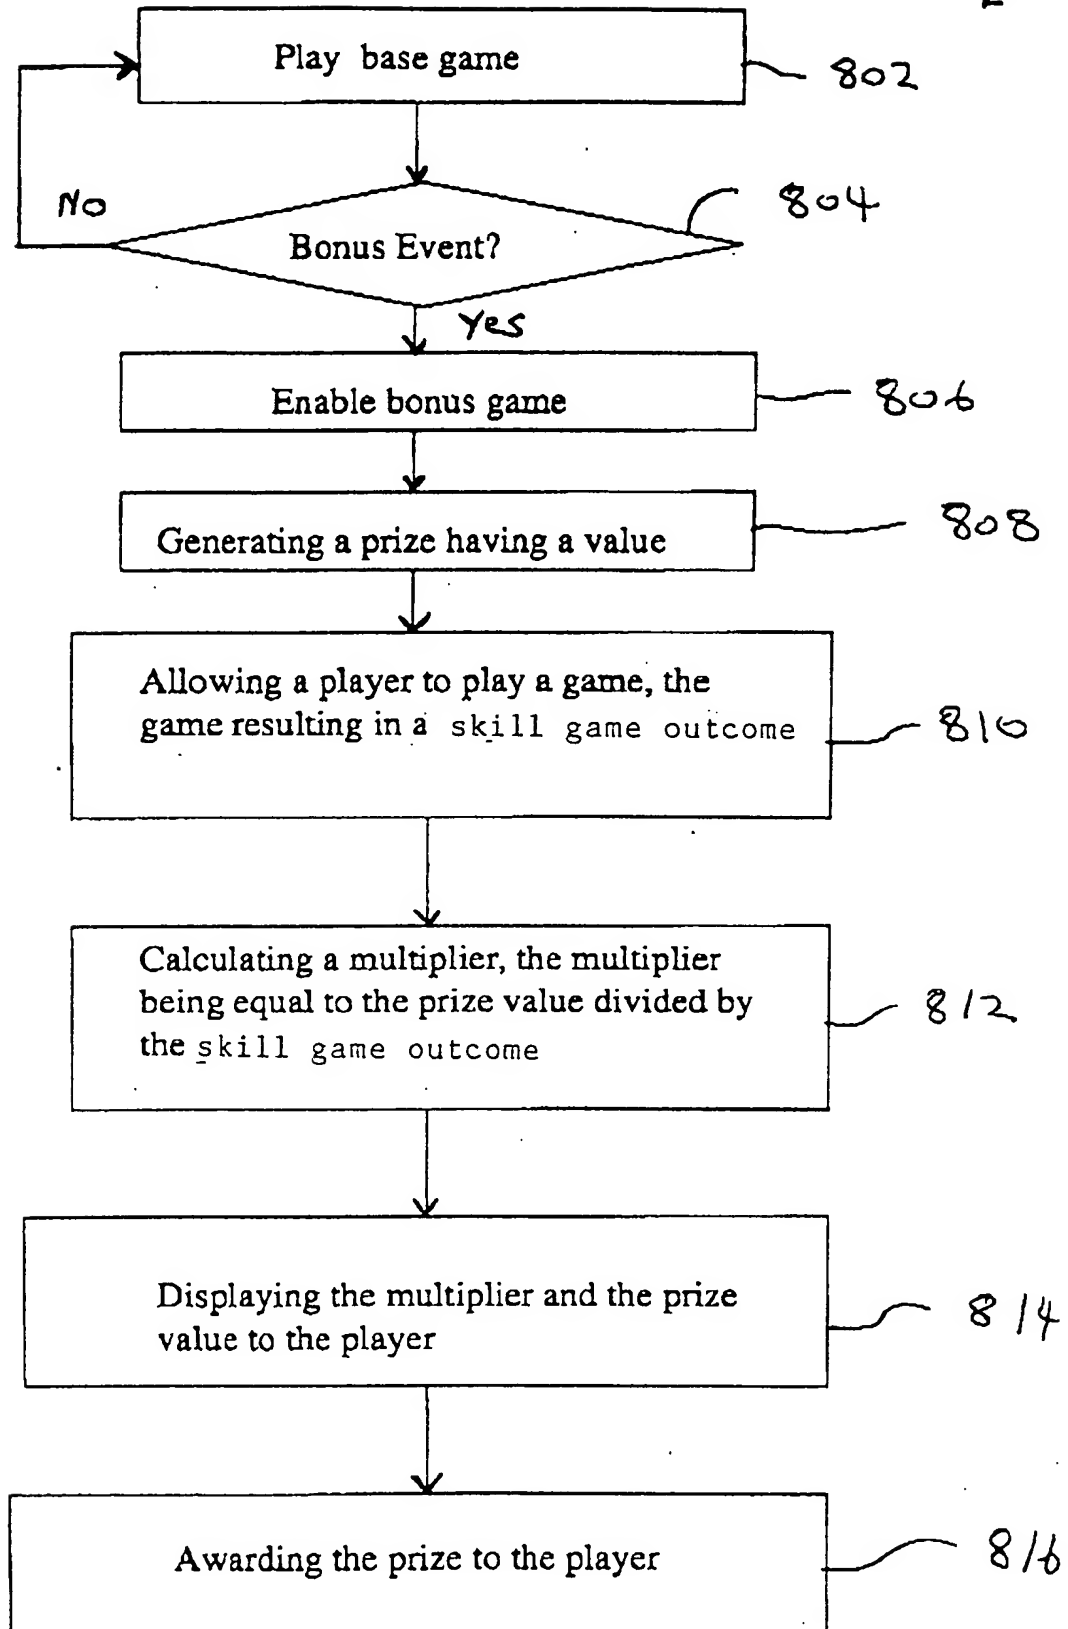 Play base game
802
No
804
Bonus Event?
Yes
Enable bonus game
806
Generating a prize having a value
808
Allowing a player to play a game, the
game resulting in a skill game outcome
810
Calculating a multiplier, the multiplier
being equal to the prize value divided by
the skill game outcome
812
Displaying the multiplier and the prize
value to the player
814
Awarding the prize to the player
816